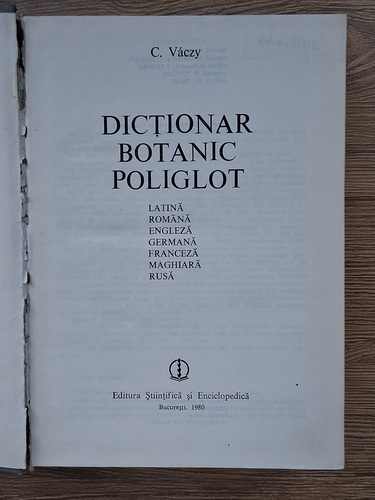 C. Váczy
DICȚIONAR
BOTANIC
POLIGLOT
LATINĂ
ROMÂNĂ
ENGLEZĂ
GERMANĂ
FRANCEZĂ
MAGHIARĂ
RUSĂ
Editura Științifică și Enciclopedică
București, 1980